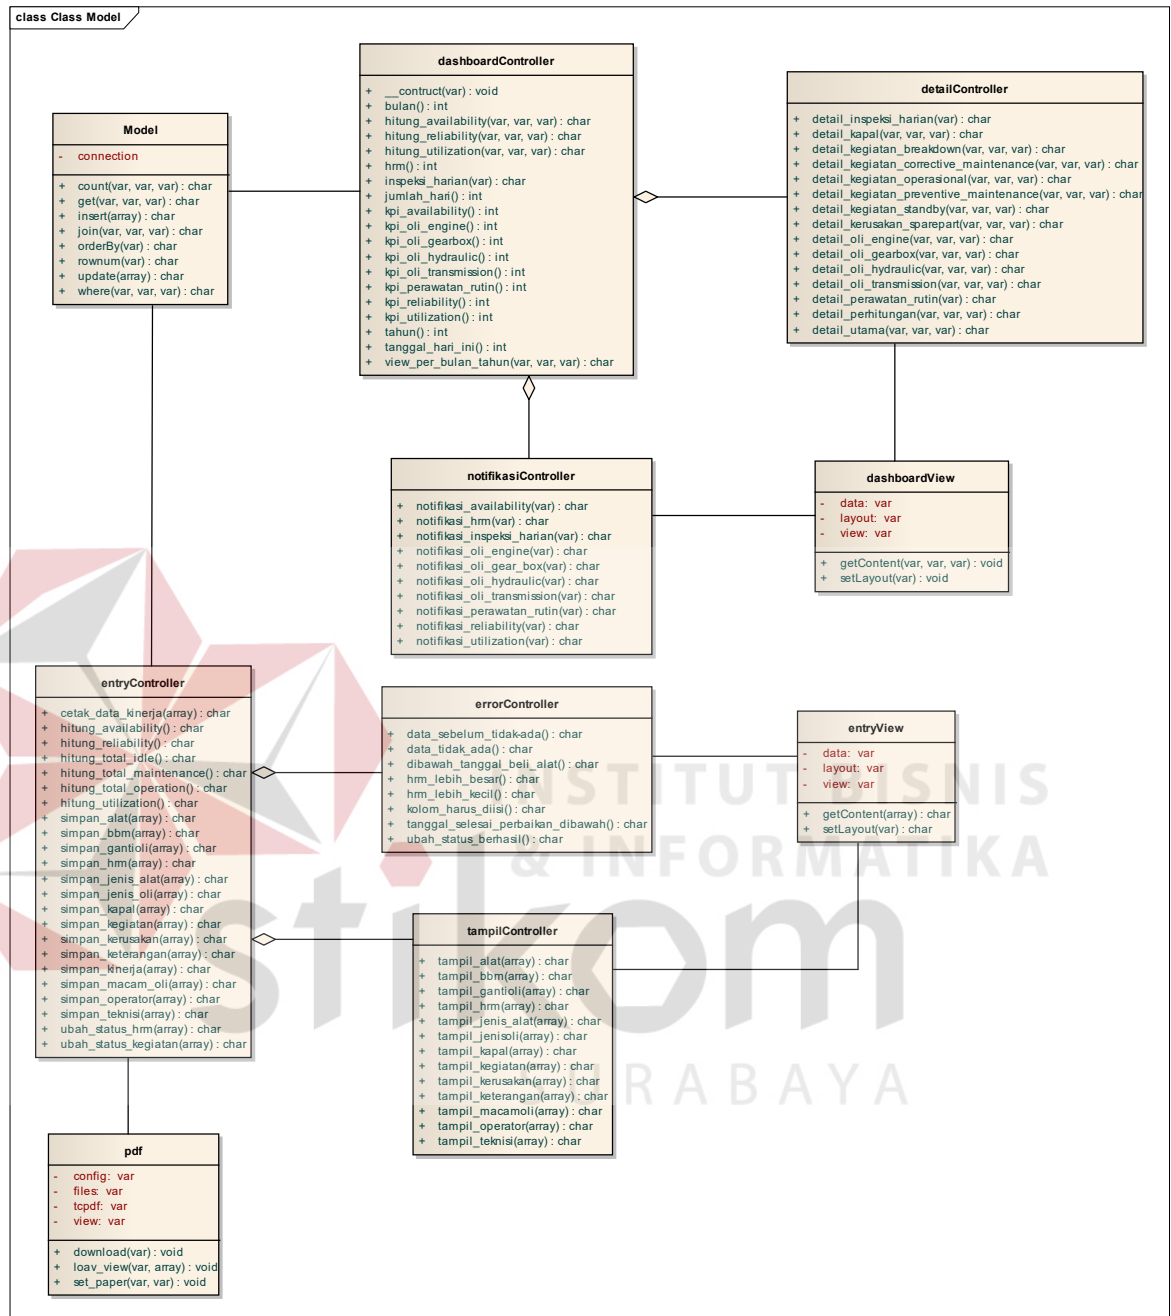 class Class Model
dashboardController
+ __contruct(var) : void
+ bulan() : int
+ hitung_availability(var, var, var) : char
+ hitung_reliability(var, var, var) : char
+ hitung_utilization(var, var, var) : char
+ hrm() : int
+ inspeksi_harian(var) : char
+ jumlah_hari() : int
+ kpi_availability() : int
+ kpi_oli_engine() : int
+ kpi_oli_gearbox() : int
+ kpi_oli_hydraulic() : int
+ kpi_oli_transmission() : int
+ kpi_perawatan_rutin() : int
+ kpi_reliability() : int
+ kpi_utilization() : int
+ tahun() : int
+ tanggal_hari_ini() : int
+ view_per_bulan_tahun(var, var, var) : char
detailController
+ detail_inspeksi_harian(var) : char
+ detail_kapal(var, var, var) : char
+ detail_kegiatan_breakdown(var, var, var) : char
+ detail_kegiatan_corrective_maintenance(var, var, var) : char
+ detail_kegiatan_operasional(var, var, var) : char
+ detail_kegiatan_preventive_maintenance(var, var, var) : char
+ detail_kegiatan_standby(var, var, var) : char
+ detail_kerusakan_sparepart(var, var, var) : char
+ detail_oli_engine(var, var, var) : char
+ detail_oli_gearbox(var, var, var) : char
+ detail_oli_hydraulic(var, var, var) : char
+ detail_oli_transmission(var, var, var) : char
+ detail_perawatan_rutin(var) : char
+ detail_perhitungan(var, var, var) : char
+ detail_utama(var, var, var) : char
Model
- connection
+ count(var, var, var) : char
+ get(var, var, var) : char
+ insert(array) : char
+ join(var, var, var) : char
+ orderBy(var) : char
+ rownum(var) : char
+ update(array) : char
+ where(var, var, var) : char
notifikasiController
+ notifikasi_availability(var) : char
+ notifikasi_hrm(var) : char
+ notifikasi_inspeksi_harian(var) : char
+ notifikasi_oli_engine(var) : char
+ notifikasi_oli_gear_box(var) : char
+ notifikasi_oli_hydraulic(var) : char
+ notifikasi_oli_transmission(var) : char
+ notifikasi_perawatan_rutin(var) : char
+ notifikasi_reliability(var) : char
+ notifikasi_utilization(var) : char
dashboardView
- data: var
- layout: var
- view: var
+ getContent(var, var, var) : void
+ setLayout(var) : void
entryController
+ cetak_data_kinerja(array) : char
+ hitung_availability() : char
+ hitung_reliability() : char
+ hitung_total_idle() : char
+ hitung_total_maintenance() : char
+ hitung_total_operation() : char
+ hitung_utilization() : char
+ simpan_alat(array) : char
+ simpan_bbm(array) : char
+ simpan_gantioli(array) : char
+ simpan_hrm(array) : char
+ simpan_jenis_alat(array) : char
+ simpan_jenis_oli(array) : char
+ simpan_kapal(array) : char
+ simpan_kegiatan(array) : char
+ simpan_kerusakan(array) : char
+ simpan_keterangan(array) : char
+ simpan_kinerja(array) : char
+ simpan_macam_oli(array) : char
+ simpan_operator(array) : char
+ simpan_teknisi(array) : char
+ ubah_status_hrm(array) : char
+ ubah_status_kegiatan(array) : char
errorController
+ data_sebelum_tidak-ada() : char
+ data_tidak_ada() : char
+ dibawah_tanggal_beli_alat() : char
+ hrm_lebih_besar() : char
+ hrm_lebih_kecil() : char
+ kolom_harus_diisi() : char
+ tanggal_selesai_perbaikan_dibawah() : char
+ ubah_status_berhasil() : char
entryView
- data: var
- layout: var
- view: var
+ getContent(array) : char
+ setLayout(var) : char
INSTITUT BISNIS
& INFORMATIKA
stikom
SURABAYA
tampilController
+ tampil_alat(array) : char
+ tampil_bbm(array) : char
+ tampil_gantioli(array) : char
+ tampil_hrm(array) : char
+ tampil_jenis_alat(array) : char
+ tampil_jenisoli(array) : char
+ tampil_kapal(array) : char
+ tampil_kegiatan(array) : char
+ tampil_kerusakan(array) : char
+ tampil_keterangan(array) : char
+ tampil_macamoli(array) : char
+ tampil_operator(array) : char
+ tampil_teknisi(array) : char
pdf
- config: var
- files: var
- tcpdf: var
- view: var
+ download(var) : void
+ loav_view(var, array) : void
+ set_paper(var, var) : void